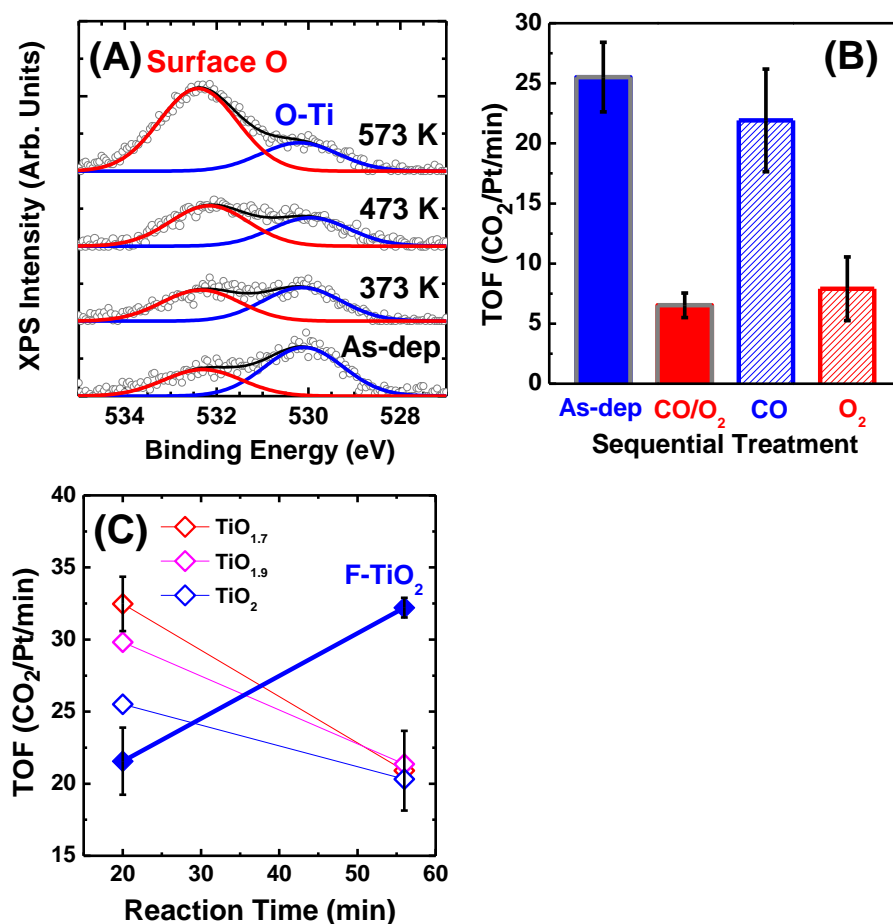 (A)
Surface O
O-Ti
573 K
473 K
373 K
As-dep
XPS Intensity (Arb. Units)
534 532 530 528
Binding Energy (eV)
(B)
TOF (CO₂/Pt/min)
30
25
20
15
10
5
0
As-dep CO/O₂ CO O₂
Sequential Treatment
(C)
TiO₁.₇
TiO₁.₉
TiO₂
F-TiO₂
TOF (CO₂/Pt/min)
40
35
30
25
20
15
20 30 40 50 60
Reaction Time (min)